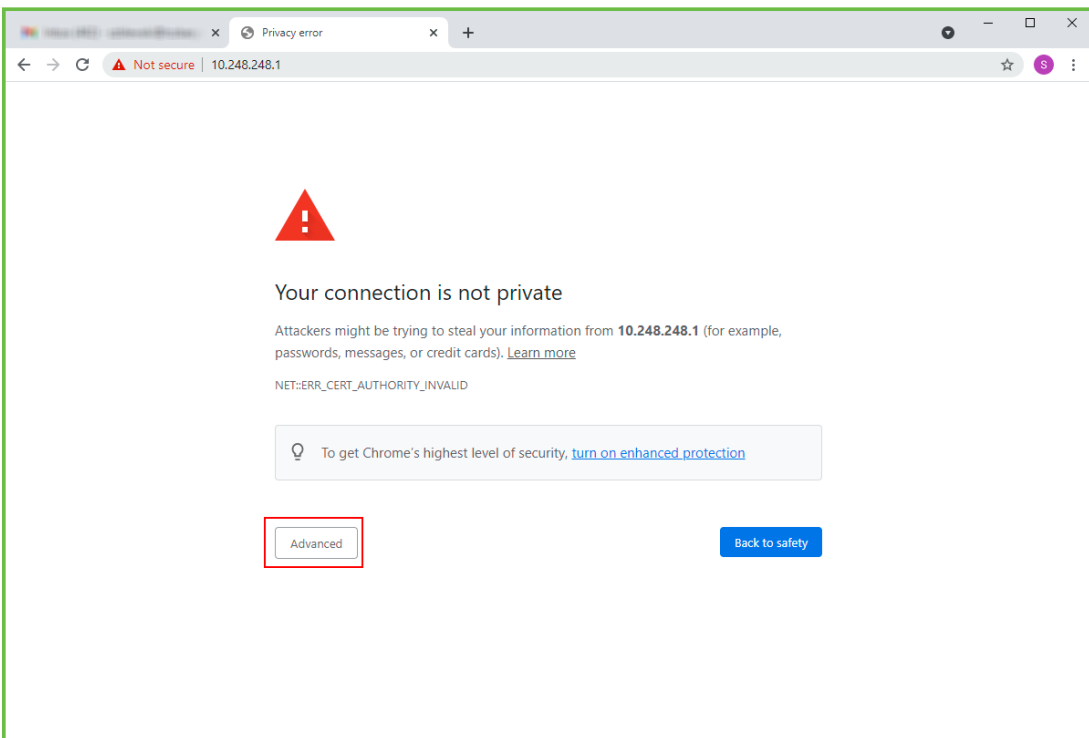 Privacy error
Not secure | 10.248.248.1
S
Your connection is not private
Attackers might be trying to steal your information from 10.248.248.1 (for example,
passwords, messages, or credit cards). Learn more
NET::ERR_CERT_AUTHORITY_INVALID
To get Chrome's highest level of security, turn on enhanced protection
Advanced
Back to safety